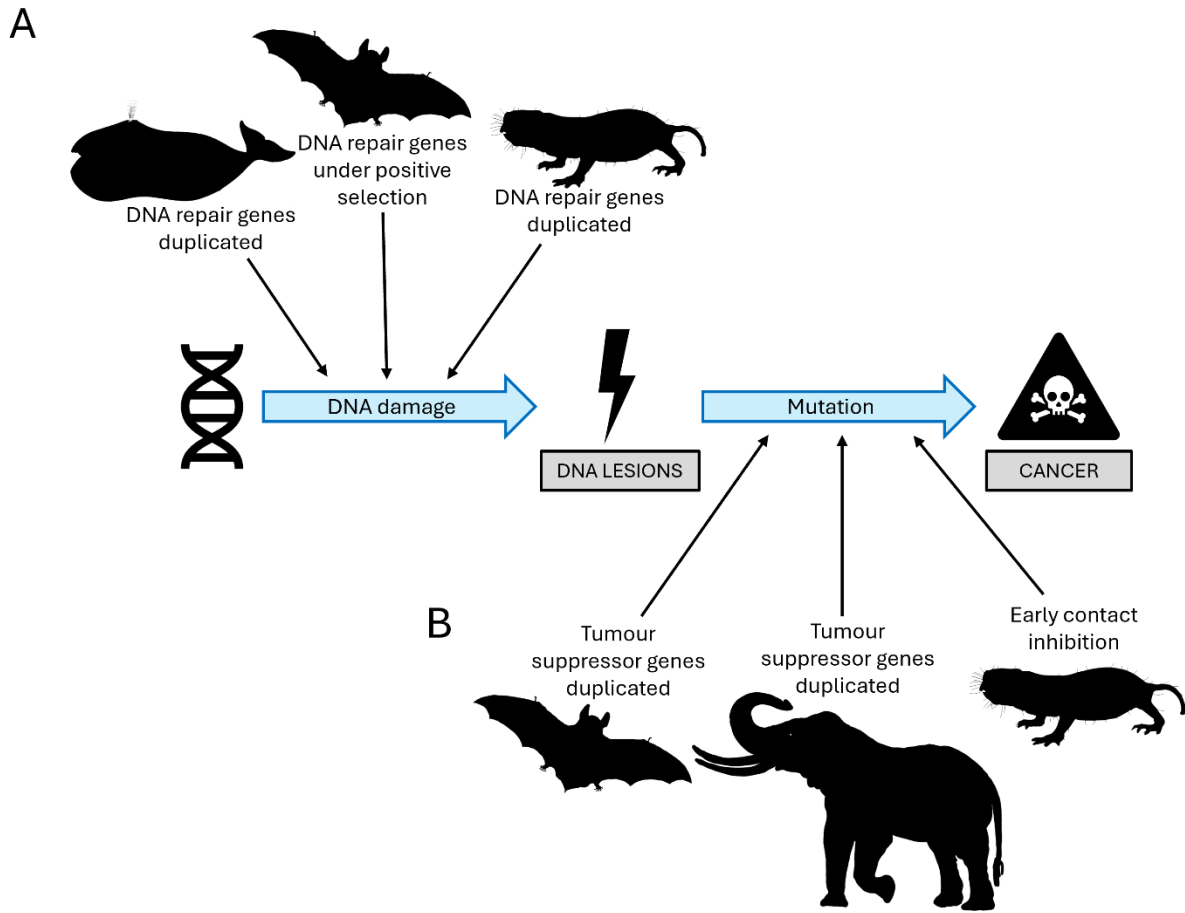 A
DNA repair genes
duplicated
DNA repair genes
under positive
selection
DNA repair genes
duplicated
DNA damage
DNA LESIONS
Mutation
CANCER
B
Tumour
suppressor genes
duplicated
Tumour
suppressor genes
duplicated
Early contact
inhibition